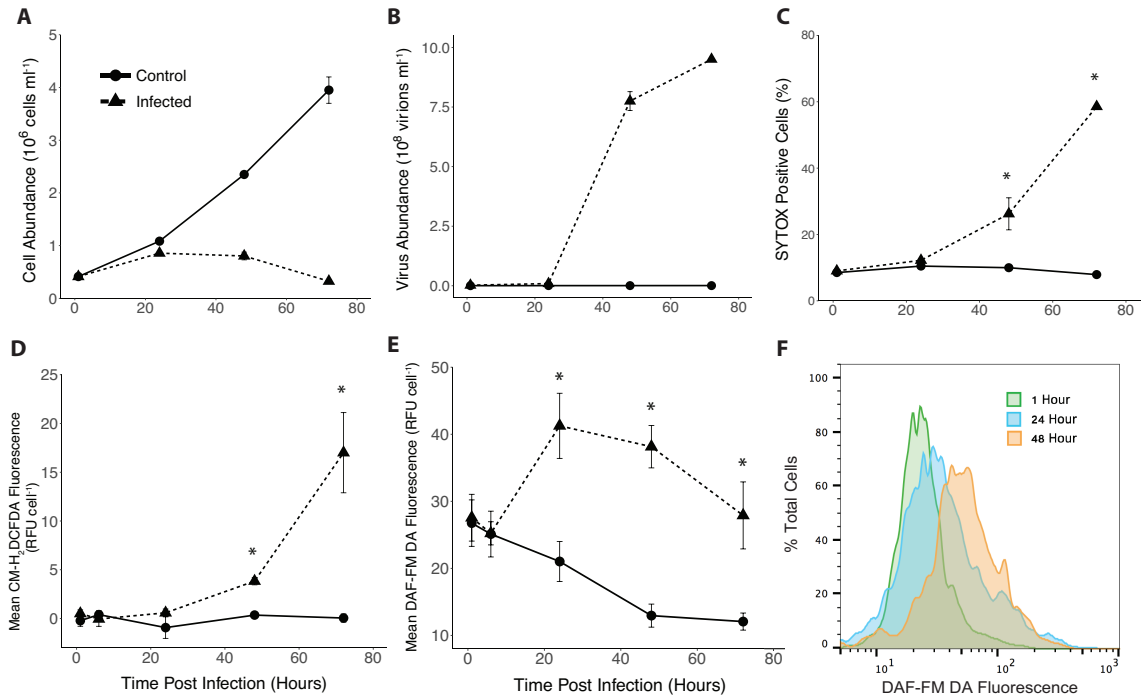 A
Cell Abundance (10⁶ cells ml⁻¹)
5
4
3
2
1
0
Control
Infected
0 20 40 60 80
B
Virus Abundance (10⁸ virions ml⁻¹)
10.0
7.5
5.0
2.5
0.0
0 20 40 60 80
C
SYTOX Positive Cells (%)
80
60
40
20
0
*
*
0 20 40 60 80
D
Mean CM-H₂DCFDA Fluorescence
(RFU cell⁻¹)
25
20
15
10
5
0
*
*
0 20 40 60 80
Time Post Infection (Hours)
E
Mean DAF-FM DA Fluorescence (RFU cell⁻¹)
50
40
30
20
10
*
*
*
0 20 40 60 80
Time Post Infection (Hours)
F
% Total Cells
100
80
60
40
20
0
1 Hour
24 Hour
48 Hour
10¹ 10² 10³
DAF-FM DA Fluorescence